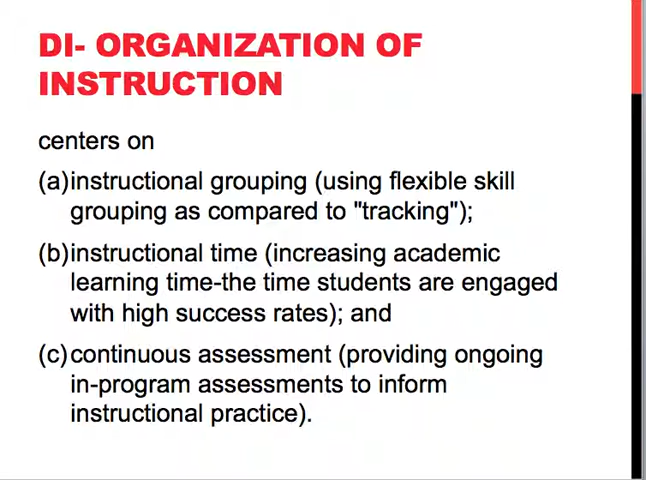 DI- ORGANIZATION OF
INSTRUCTION
centers on
(a)instructional grouping (using flexible skill
grouping as compared to "tracking");
(b)instructional time (increasing academic
learning time-the time students are engaged
with high success rates); and
(c)continuous assessment (providing ongoing
in-program assessments to inform
instructional practice).